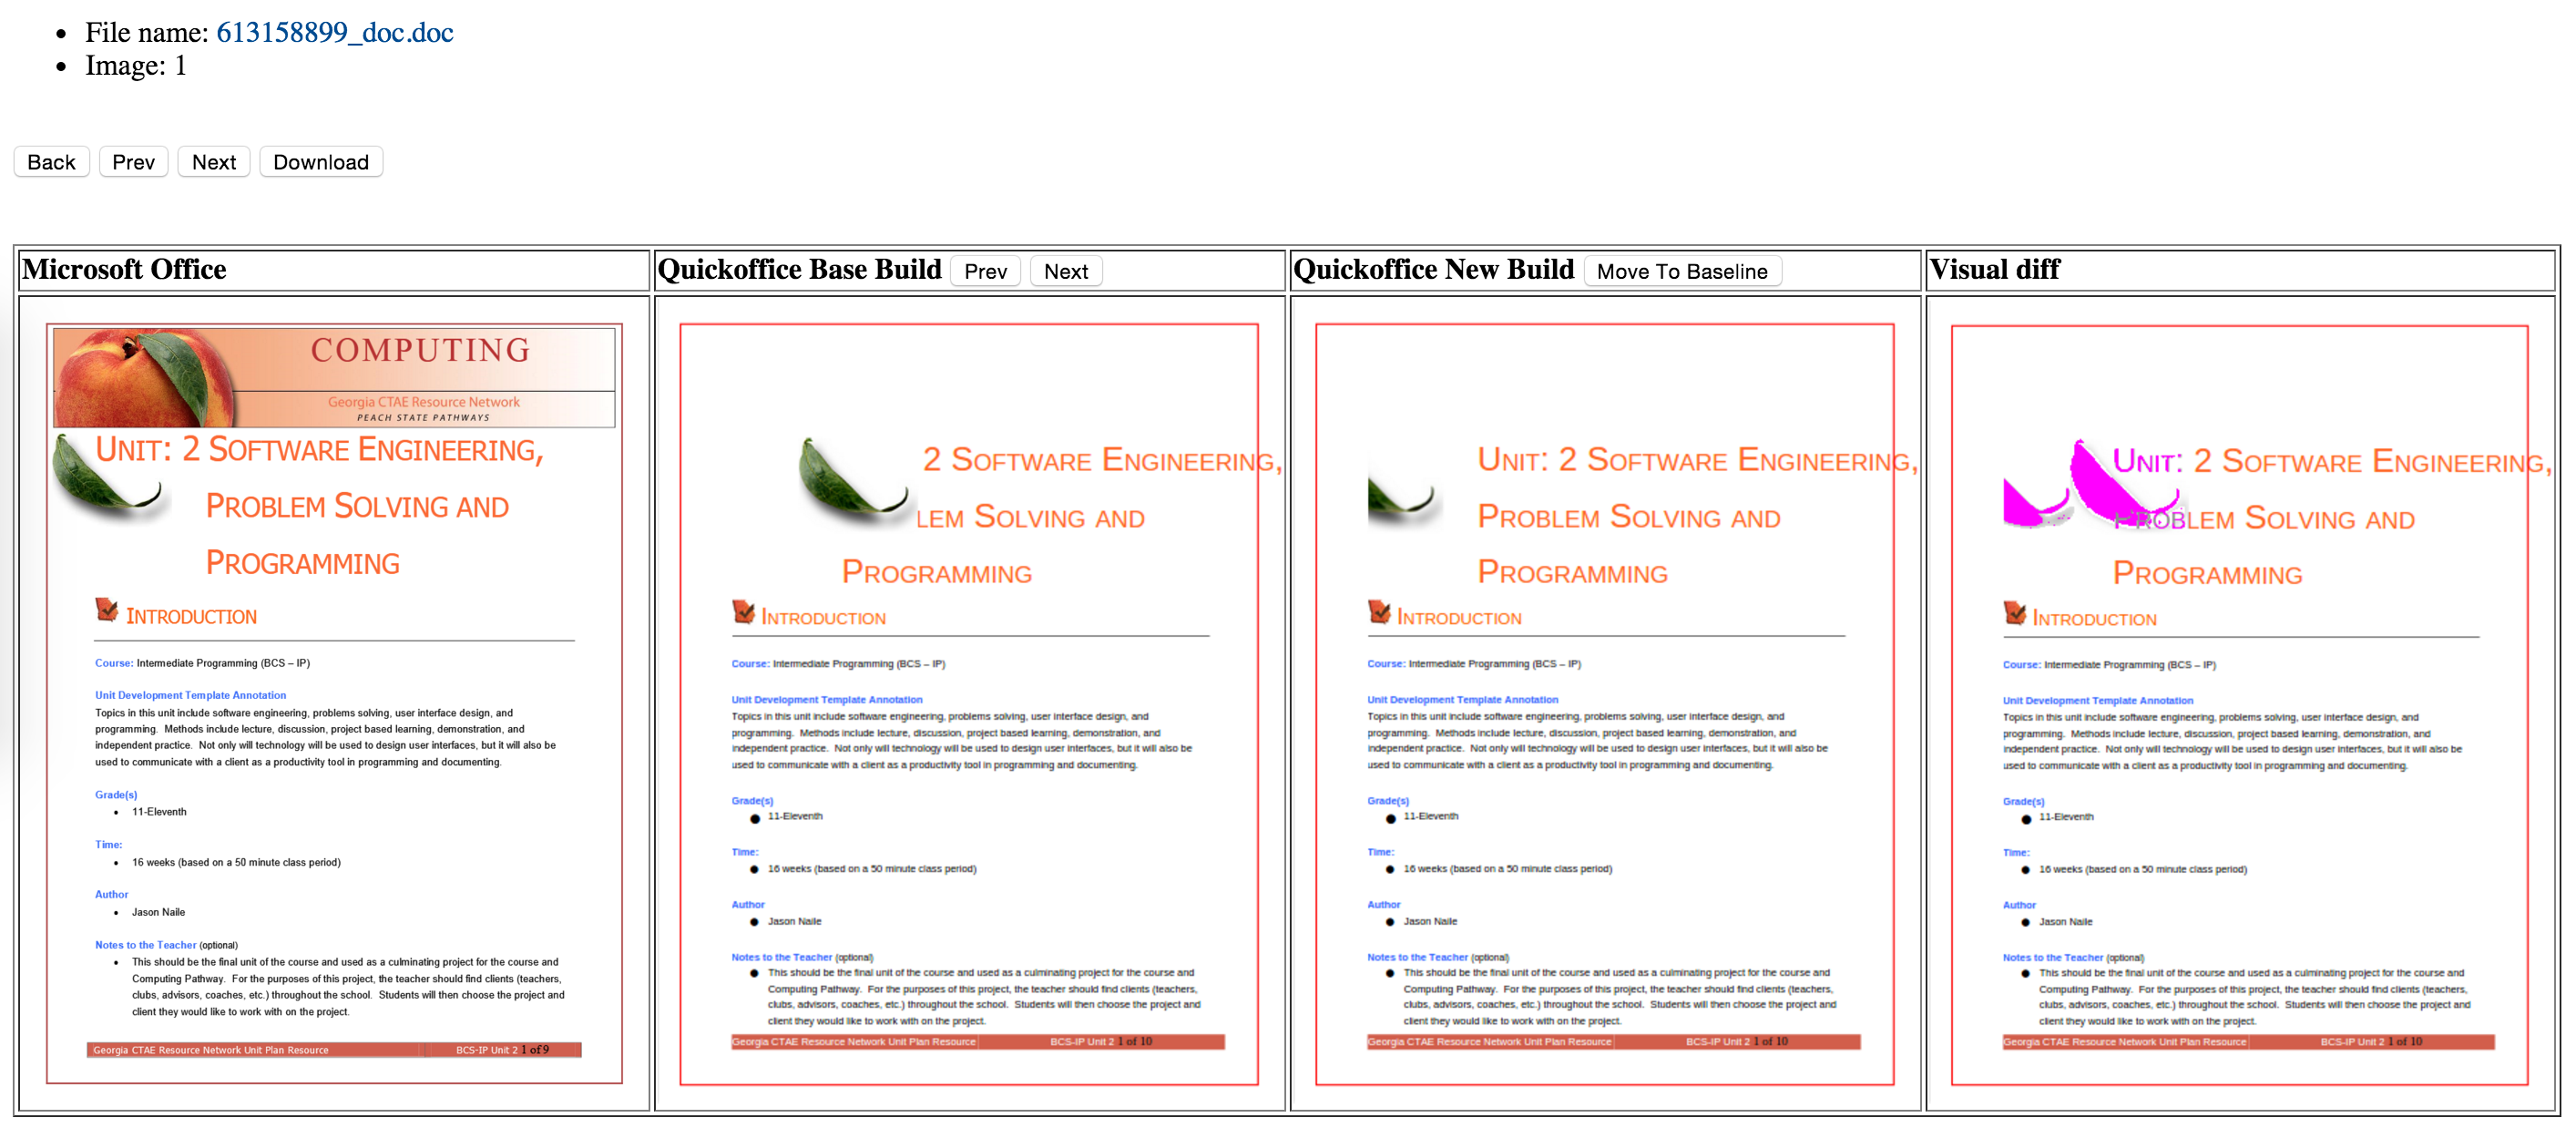 File name: 613158899_doc.doc
Image: 1
Back Prev Next Download
Microsoft Office
Quickoffice Base Build Prev Next
Quickoffice New Build Move To Baseline
Visual diff
COMPUTING
Georgia CTAE Resource Network
PEACH STATE PATHWAYS
UNIT: 2 SOFTWARE ENGINEERING,
PROBLEM SOLVING AND
PROGRAMMING
INTRODUCTION
Course: Intermediate Programming (BCS – IP)
Unit Development Template Annotation
Topics in this unit include software engineering, problems solving, user interface design, and
programming. Methods include lecture, discussion, project based learning, demonstration, and
independent practice. Not only will technology will be used to design user interfaces, but it will also be
used to communicate with a client as a productivity tool in programming and documenting.
Grade(s)
11-Eleventh
Time:
16 weeks (based on a 50 minute class period)
Author
Jason Naile
Notes to the Teacher (optional)
This should be the final unit of the course and used as a culminating project for the course and
Computing Pathway. For the purposes of this project, the teacher should find clients (teachers,
clubs, advisors, coaches, etc.) throughout the school. Students will then choose the project and
client they would like to work with on the project.
Georgia CTAE Resource Network Unit Plan Resource BCS-IP Unit 2 1 of 9
2 SOFTWARE ENGINEERING,
LEM SOLVING AND
PROGRAMMING
INTRODUCTION
Course: Intermediate Programming (BCS – IP)
Unit Development Template Annotation
Topics in this unit include software engineering, problems solving, user interface design, and
programming. Methods include lecture, discussion, project based learning, demonstration, and
independent practice. Not only will technology will be used to design user interfaces, but it will also be
used to communicate with a client as a productivity tool in programming and documenting.
Grade(s)
11-Eleventh
Time:
16 weeks (based on a 50 minute class period)
Author
Jason Naile
Notes to the Teacher (optional)
This should be the final unit of the course and used as a culminating project for the course and
Computing Pathway. For the purposes of this project, the teacher should find clients (teachers,
clubs, advisors, coaches, etc.) throughout the school. Students will then choose the project and
client they would like to work with on the project.
Georgia CTAE Resource Network Unit Plan Resource BCS-IP Unit 2 1 of 10
UNIT: 2 SOFTWARE ENGINEERING,
PROBLEM SOLVING AND
PROGRAMMING
INTRODUCTION
Course: Intermediate Programming (BCS – IP)
Unit Development Template Annotation
Topics in this unit include software engineering, problems solving, user interface design, and
programming. Methods include lecture, discussion, project based learning, demonstration, and
independent practice. Not only will technology will be used to design user interfaces, but it will also be
used to communicate with a client as a productivity tool in programming and documenting.
Grade(s)
11-Eleventh
Time:
16 weeks (based on a 50 minute class period)
Author
Jason Naile
Notes to the Teacher (optional)
This should be the final unit of the course and used as a culminating project for the course and
Computing Pathway. For the purposes of this project, the teacher should find clients (teachers,
clubs, advisors, coaches, etc.) throughout the school. Students will then choose the project and
client they would like to work with on the project.
Georgia CTAE Resource Network Unit Plan Resource BCS-IP Unit 2 1 of 10
UNIT: 2 SOFTWARE ENGINEERING,
PROBLEM SOLVING AND
PROGRAMMING
INTRODUCTION
Course: Intermediate Programming (BCS – IP)
Unit Development Template Annotation
Topics in this unit include software engineering, problems solving, user interface design, and
programming. Methods include lecture, discussion, project based learning, demonstration, and
independent practice. Not only will technology will be used to design user interfaces, but it will also be
used to communicate with a client as a productivity tool in programming and documenting.
Grade(s)
11-Eleventh
Time:
16 weeks (based on a 50 minute class period)
Author
Jason Naile
Notes to the Teacher (optional)
This should be the final unit of the course and used as a culminating project for the course and
Computing Pathway. For the purposes of this project, the teacher should find clients (teachers,
clubs, advisors, coaches, etc.) throughout the school. Students will then choose the project and
client they would like to work with on the project.
Georgia CTAE Resource Network Unit Plan Resource BCS-IP Unit 2 1 of 10